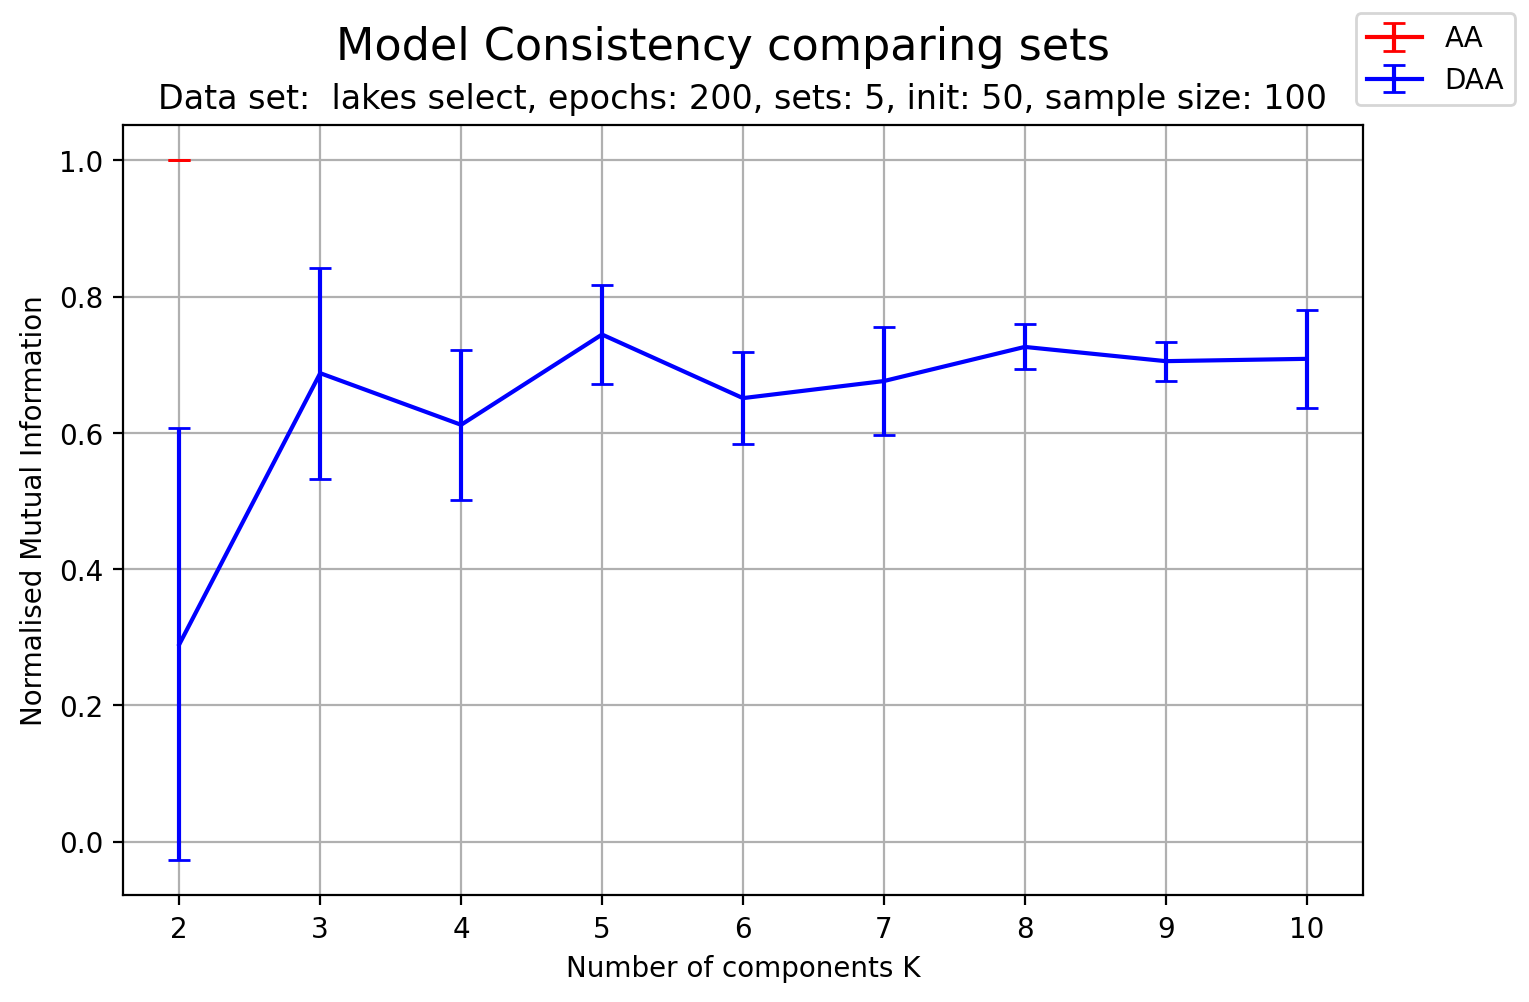 Model Consistency comparing sets
Data set:  lakes select, epochs: 200, sets: 5, init: 50, sample size: 100
AA
DAA
Normalised Mutual Information
1.0
0.8
0.6
0.4
0.2
0.0
2 3 4 5 6 7 8 9 10
Number of components K